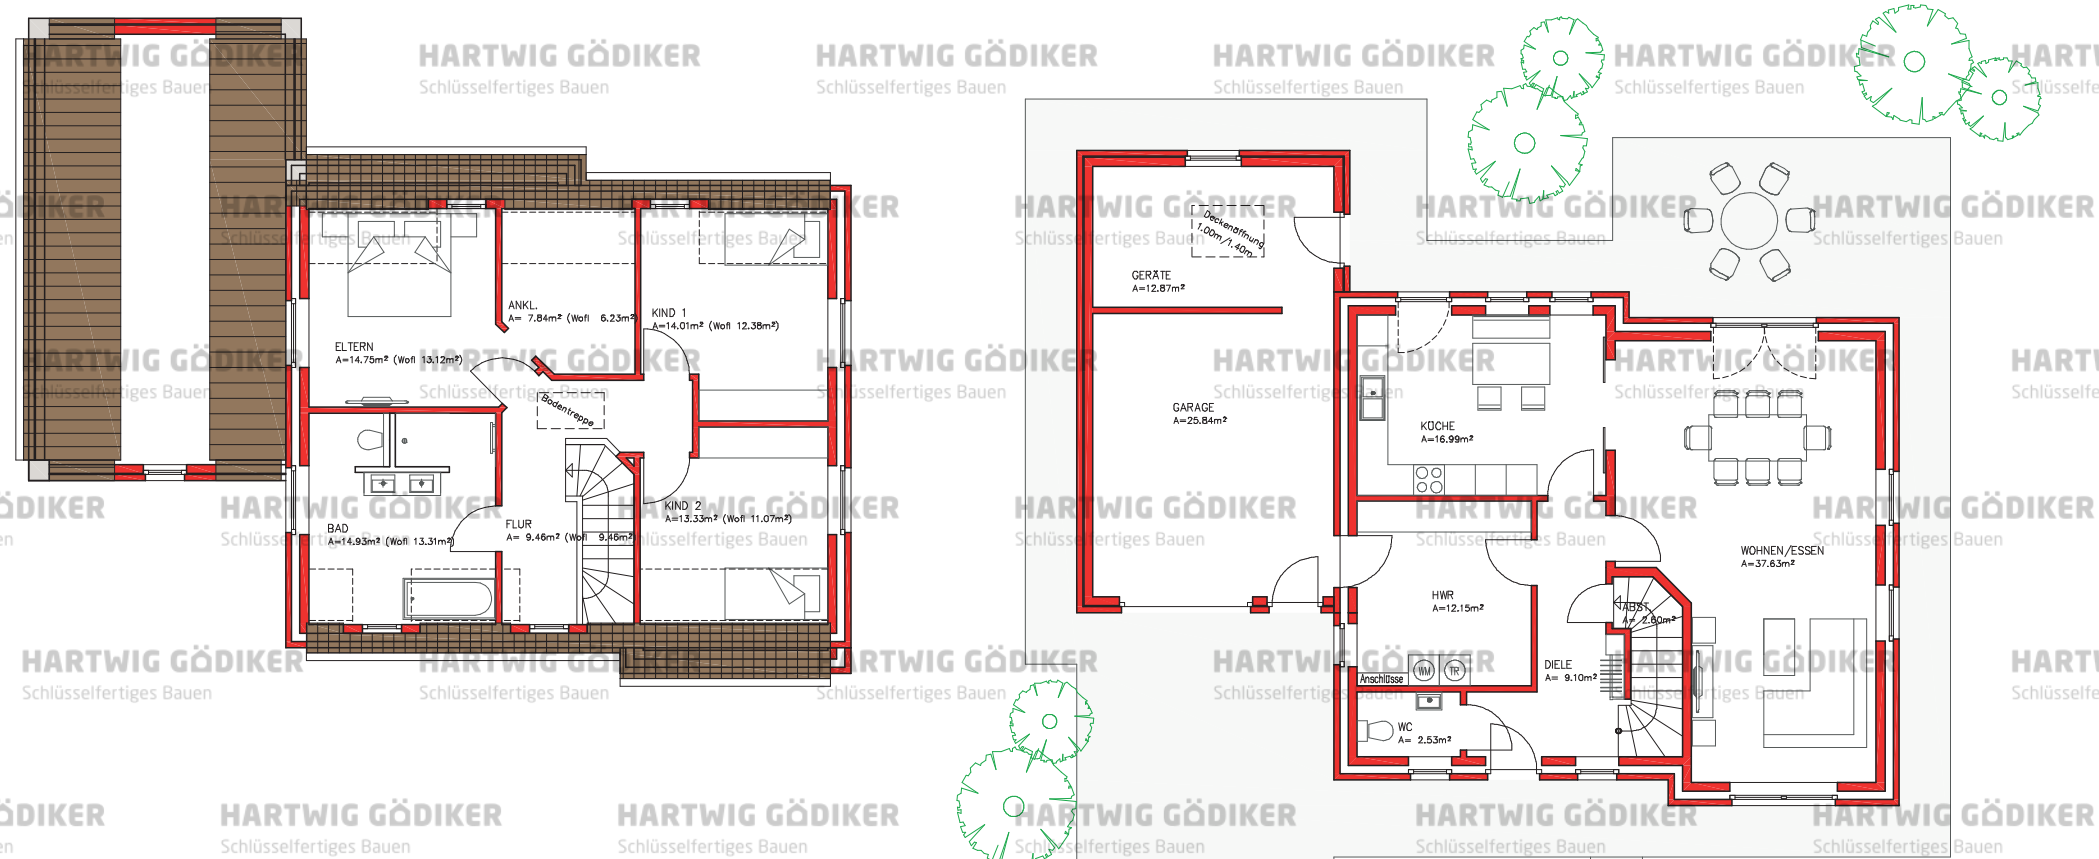 HARTWIG GÖDIKER
Schlüsselfertiges Bauen
ELTERN
A=14.75m² (Wofl 13.12m²)
ANKL.
A= 7.84m² (Wofl 6.23m²)
KIND 1
A=14.01m² (Wofl 12.38m²)
Bodentreppe
BAD
A=14.93m² (Wofl 13.31m²)
FLUR
A= 9.46m² (Wofl 9.46m²)
KIND 2
A=13.33m² (Wofl 11.07m²)
Deckenöffnung
1.00m/1.40m
GERÄTE
A=12.87m²
GARAGE
A=25.84m²
KÜCHE
A=16.99m²
WOHNEN/ESSEN
A=37.63m²
HWR
A=12.15m²
ABST.
A= 2.60m²
DIELE
A= 9.10m²
Anschlüsse
WM
TR
WC
A= 2.53m²